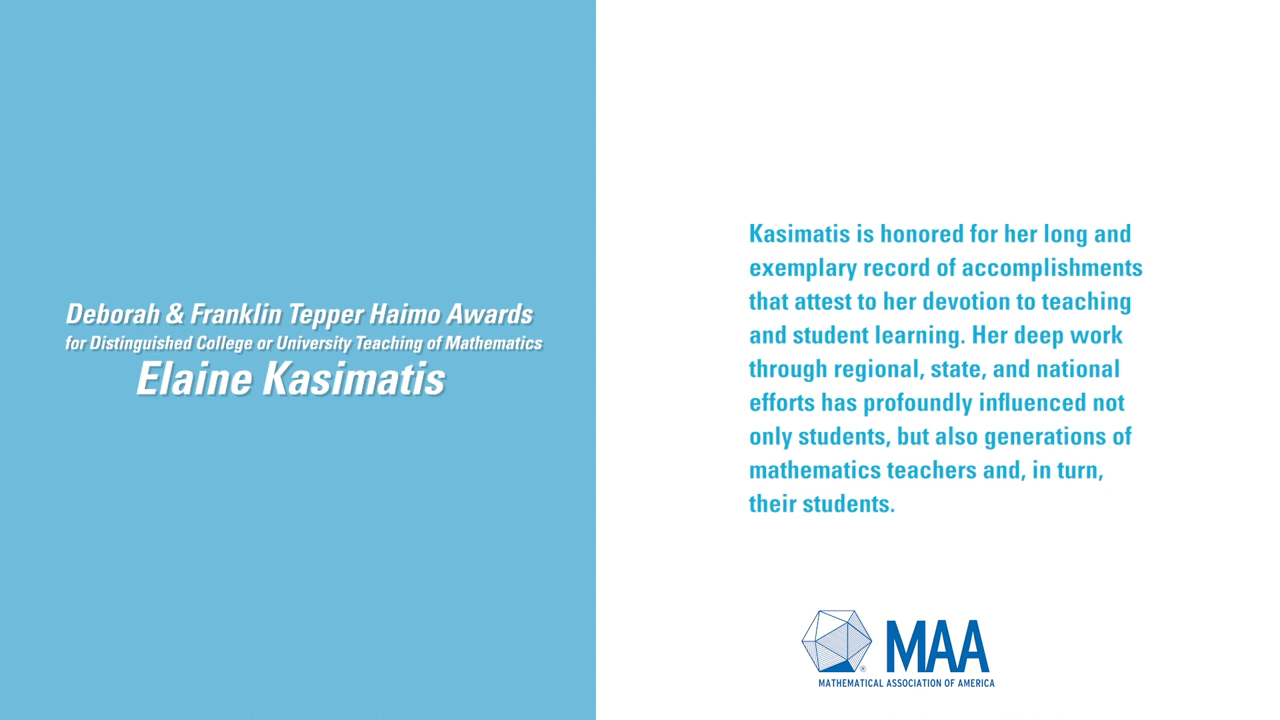 Deborah & Franklin Tepper Haimo Awards
for Distinguished College or University Teaching of Mathematics
Elaine Kasimatis
Kasimatis is honored for her long and
exemplary record of accomplishments
that attest to her devotion to teaching
and student learning. Her deep work
through regional, state, and national
efforts has profoundly influenced not
only students, but also generations of
mathematics teachers and, in turn,
their students.
® MAA
MATHEMATICAL ASSOCIATION OF AMERICA